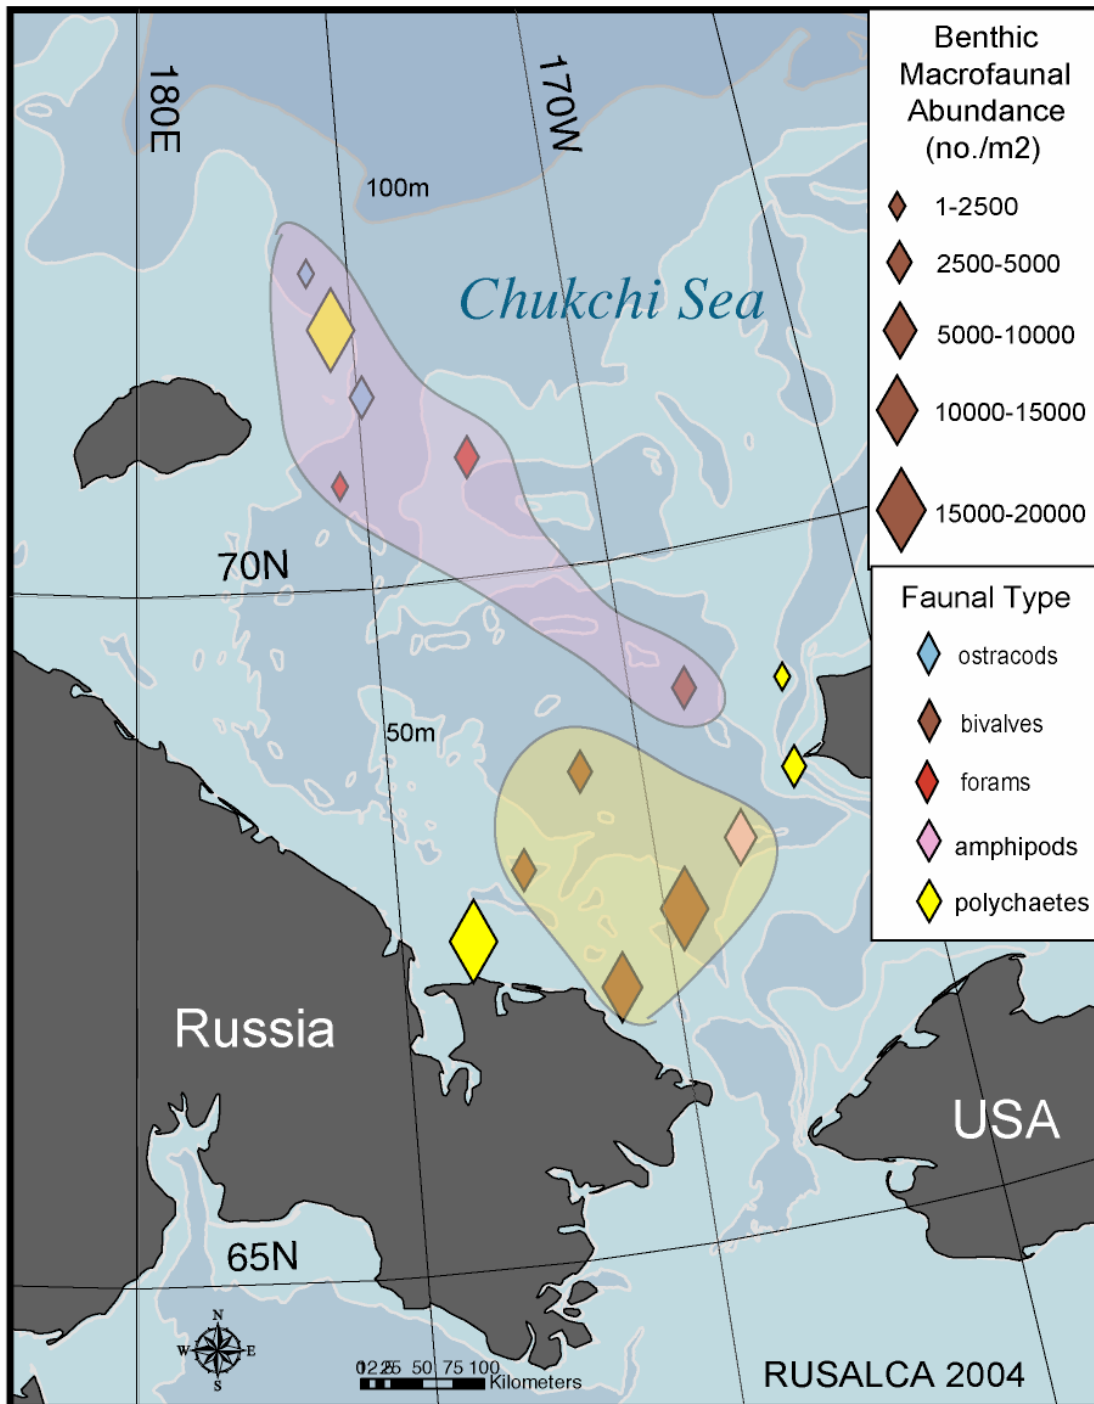 180E
170W
100m
Chukchi Sea
70N
50m
Russia
USA
65N
N
W
E
S
50 75 100
Kilometers
RUSALCA 2004
Benthic
Macrofaunal
Abundance
(no./m2)
1-2500
2500-5000
5000-10000
10000-15000
15000-20000
Faunal Type
ostracods
bivalves
forams
amphipods
polychaetes